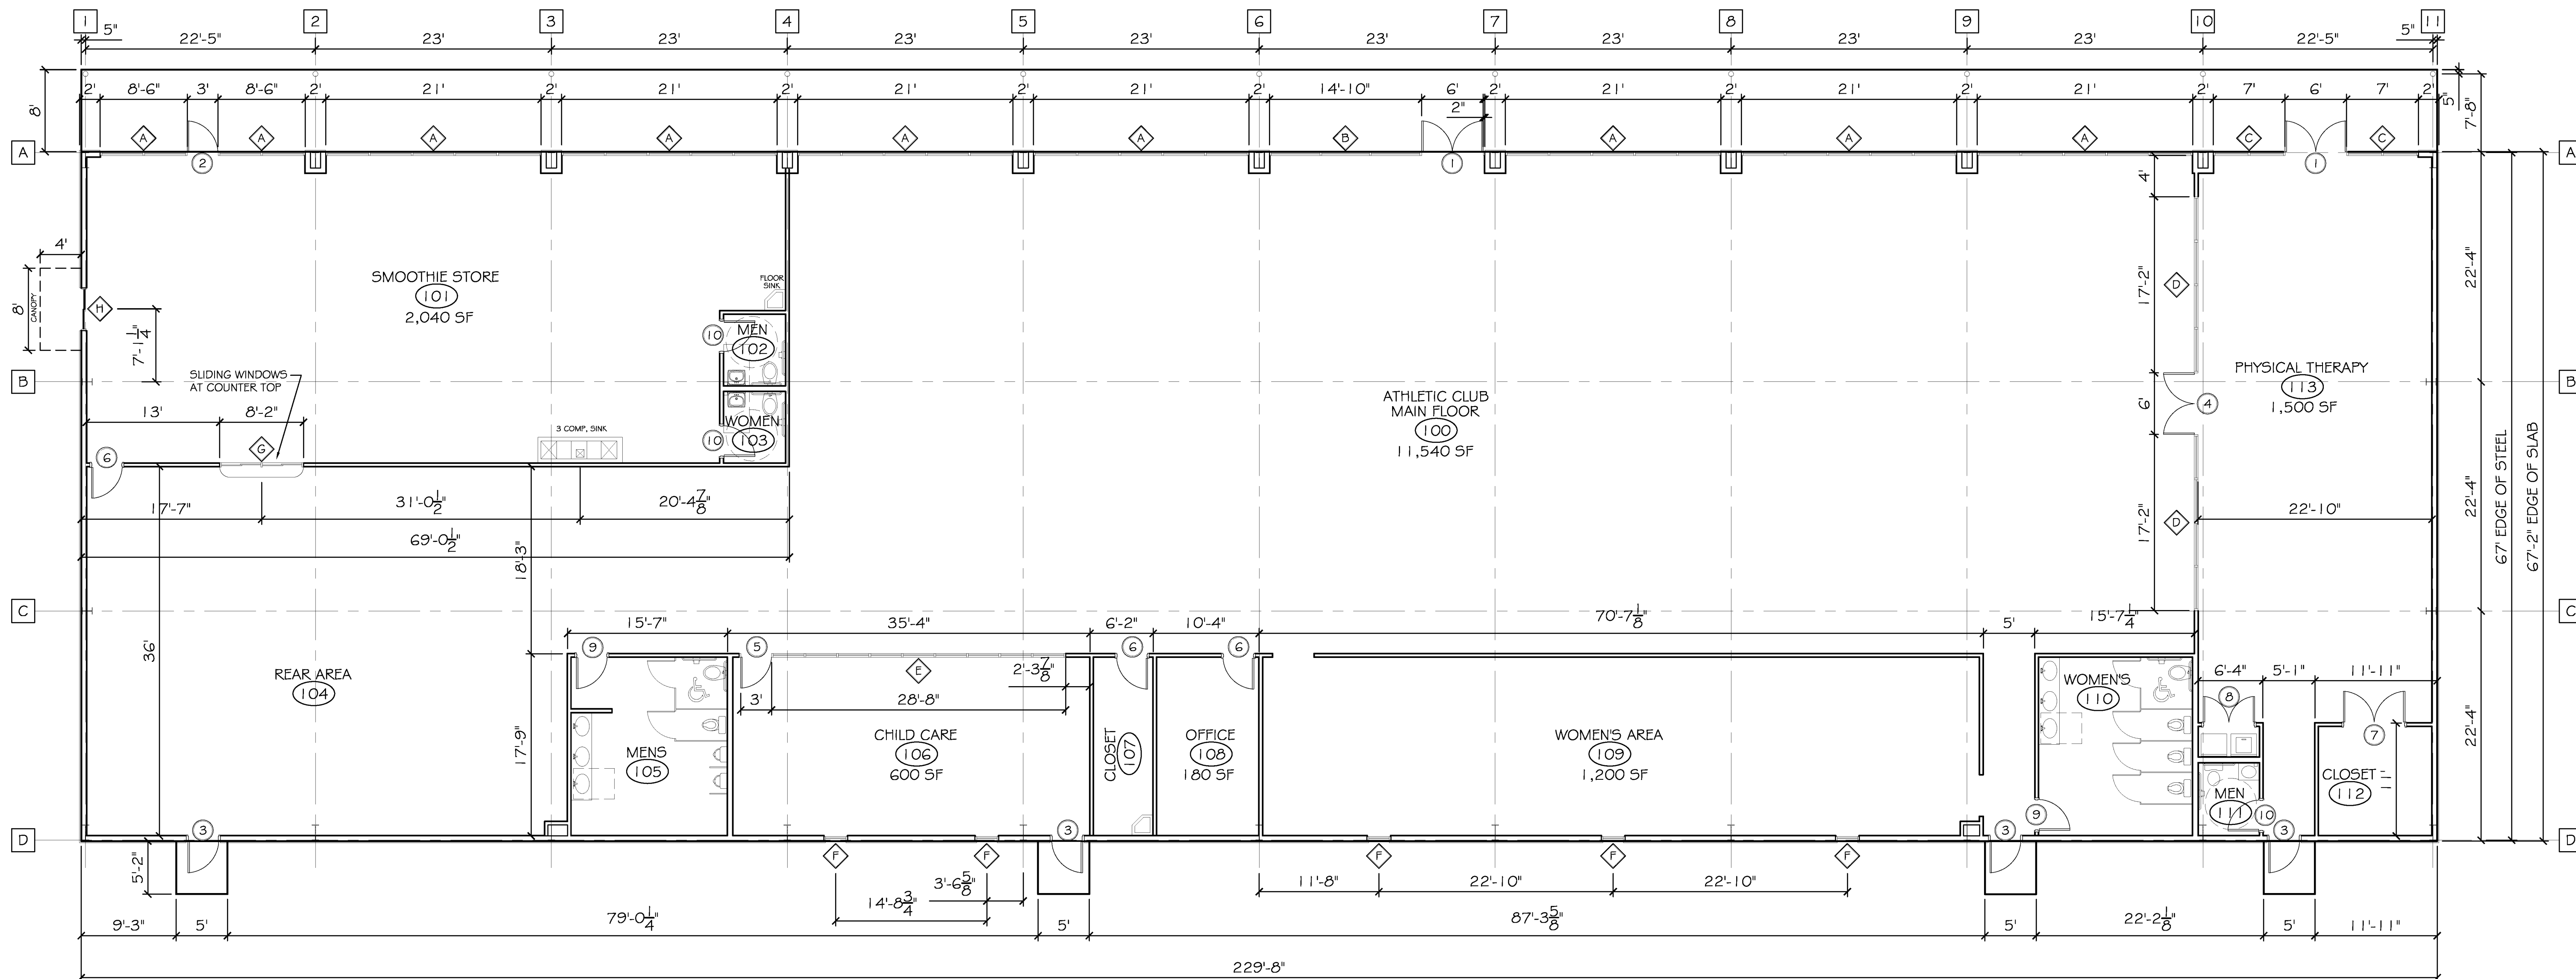 1 2 3 4 5 6 7 8 9 10 11
5" 22'-5" 23' 23' 23' 23' 23' 23' 23' 23' 22'-5" 5"
2' 8'-6" 3' 8'-6" 2' 21' 2' 21' 2' 21' 2' 21' 2' 14'-10" 6' 2' 21' 2' 21' 2' 21' 2' 7' 6' 7' 2' 5"
8' 2" 7'-8"
A A A A A A B A A A C C
A 2 1 1 A
4'
4' 22'-4"
SMOOTHIE STORE
101
2,040 SF
FLOOR
SINK
17'-2" D
8' CANOPY H
7'-1 1/4"
10 MEN
102
B B
SLIDING WINDOWS
AT COUNTER TOP
13' 8'-2"
3 COMP. SINK
WOMEN
10 103
G
6
ATHLETIC CLUB
MAIN FLOOR
100
11,540 SF
6' 4
PHYSICAL THERAPY
113
1,500 SF
67' EDGE OF STEEL
67'-2" EDGE OF SLAB
17'-7" 31'-0 1/2" 20'-4 7/8"
69'-0 1/2"
18'-3"
17'-2" D 22'-10" 22'-4"
C C
15'-7" 35'-4" 6'-2" 10'-4" 70'-7 1/8" 5' 15'-7 1/4"
36'
9 5 E 2'-3 7/8" 6 6
3' 28'-8"
REAR AREA
104
17'-9"
MENS
105
CHILD CARE
106
600 SF
CLOSET
107
OFFICE
108
180 SF
WOMEN'S AREA
109
1,200 SF
WOMEN'S
110
6'-4" 5'-1" 11'-11"
8 7
22'-4"
MEN
111
10
CLOSET
112
11'
9
D 3 3 3 3 D
F F F F F
5'-2"
3'-6 5/8"
14'-8 3/4"
11'-8" 22'-10" 22'-10"
9'-3" 5' 79'-0 1/4" 5' 87'-3 5/8" 5' 22'-2 1/8" 5' 11'-11"
229'-8"